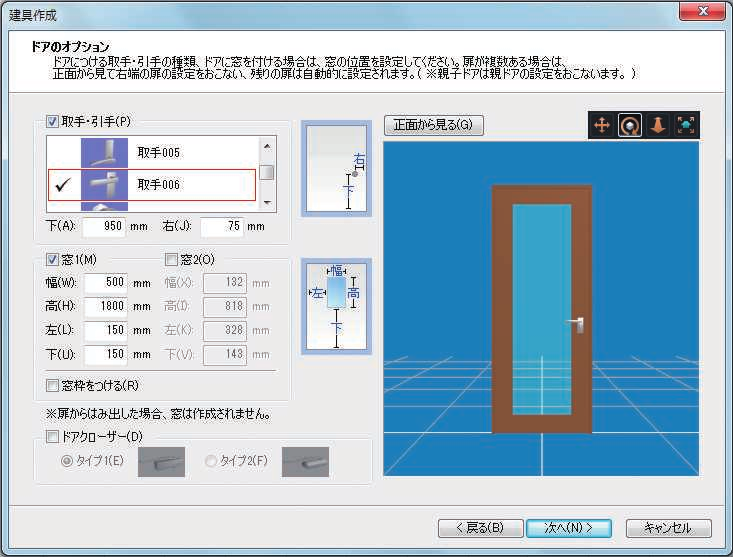 建具作成
ドアのオプション
ドアにつける取手・引手の種類、ドアに窓を付ける場合は、窓の位置を設定してください。扉が複数ある場合は、
正面から見て右端の扉の設定をおこない、残りの扉は自動的に設定されます。( ※親子ドアは親ドアの設定をおこないます。 )
取手・引手(P)
取手005
取手006
下(A): 950 mm 右(J): 75 mm
右
下
正面から見る(G)
窓1(M) 窓2(O)
幅(W): 500 mm 幅(X): 132 mm
高(H): 1800 mm 高(I): 818 mm
左(L): 150 mm 左(K): 328 mm
下(U): 150 mm 下(V): 143 mm
幅
左 高
下
窓枠をつける(R)
※扉からはみ出した場合、窓は作成されません。
ドアクローザー(D)
タイプ1(E) タイプ2(F)
< 戻る(B) 次へ(N) > キャンセル